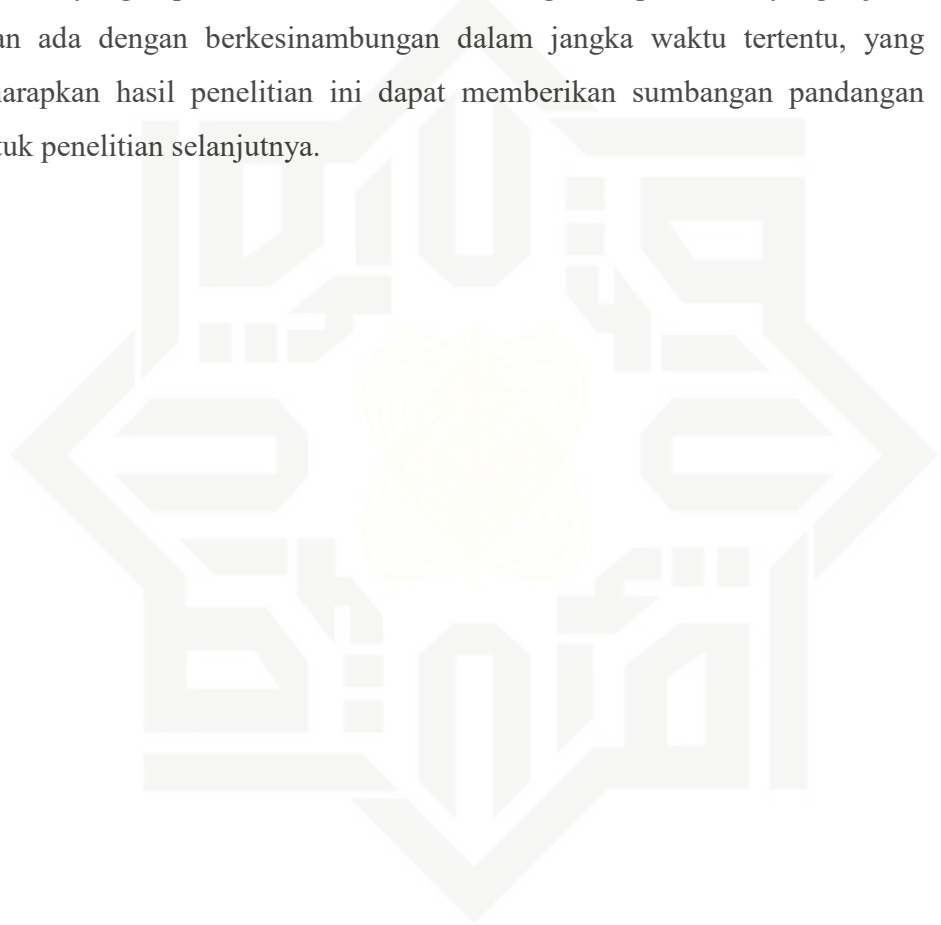 an ada dengan berkesinambungan dalam jangka waktu tertentu, yang
harapkan hasil penelitian ini dapat memberikan sumbangan pandangan
tuk penelitian selanjutnya.